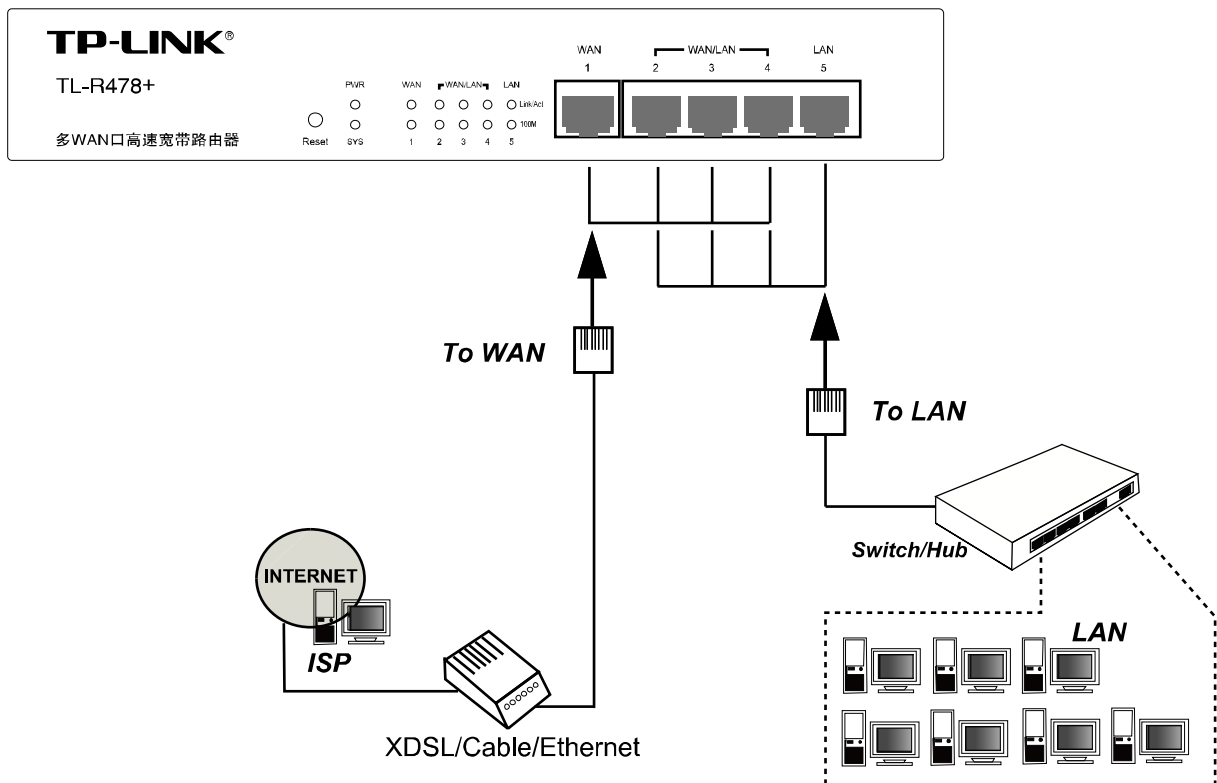 TP-LINK®
TL-R478+
多WAN口高速宽带路由器
Reset
PWR
SYS
WAN WAN/LAN LAN
Link/Act
100M
1 2 3 4 5
WAN WAN/LAN LAN
1 2 3 4 5
To WAN
To LAN
Switch/Hub
INTERNET
ISP
LAN
XDSL/Cable/Ethernet